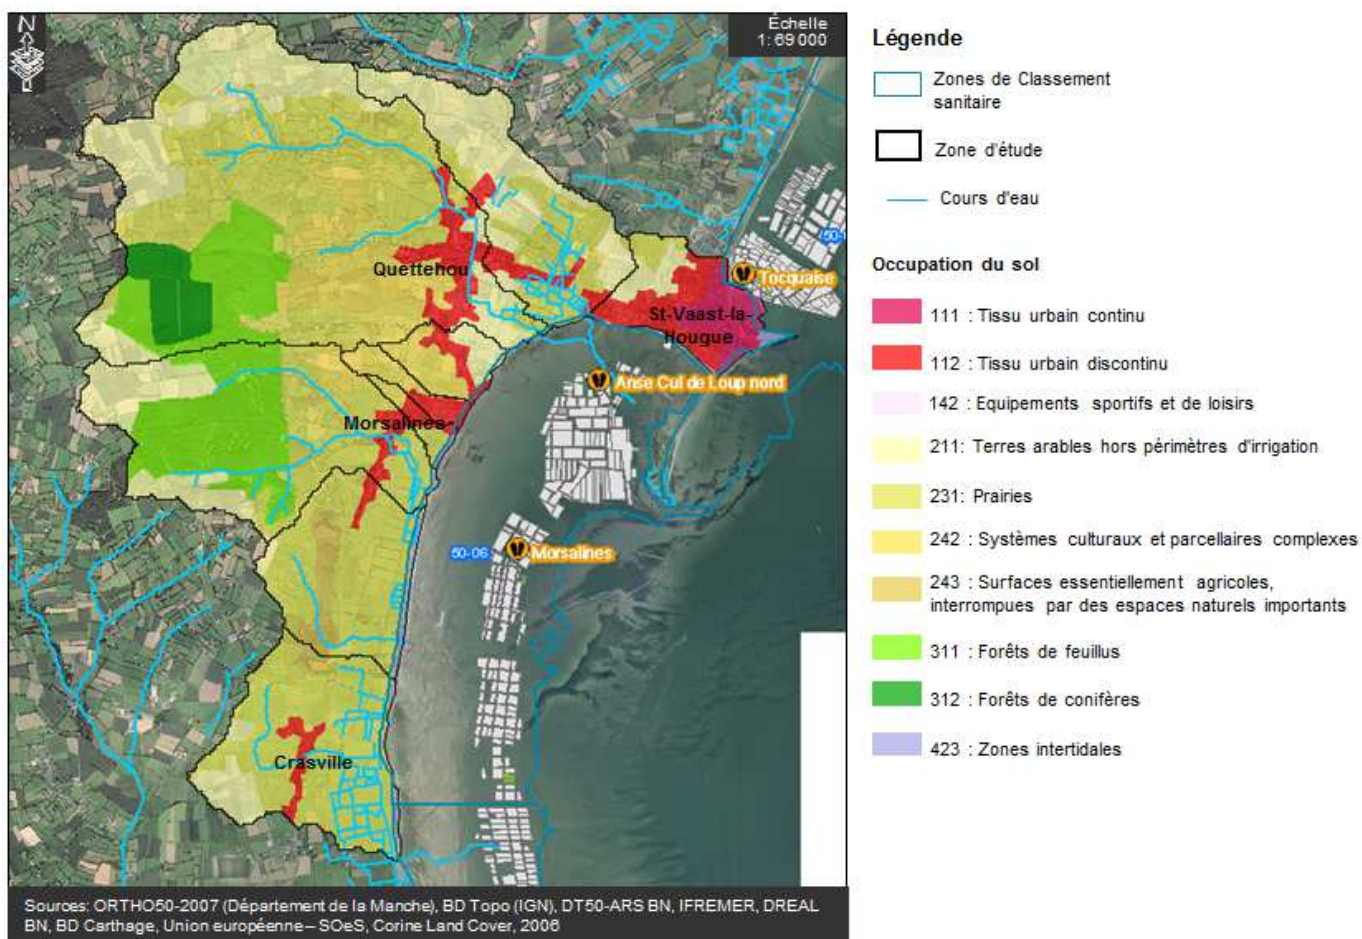 N
Échelle
1: 69 000
50-
Tocquaise
Quettehou
St-Vaast-la-
Hougue
Anse Cul de Loup nord
Morsalines
50-06
Morsalines
Crasville
Sources: ORTHO50-2007 (Département de la Manche), BD Topo (IGN), DT50-ARS BN, IFREMER, DREAL
BN, BD Carthage, Union européenne – SOeS, Corine Land Cover, 2006
Légende
Zones de Classement
sanitaire
Zone d'étude
Cours d'eau
Occupation du sol
111 : Tissu urbain continu
112 : Tissu urbain discontinu
142 : Equipements sportifs et de loisirs
211: Terres arables hors périmètres d'irrigation
231: Prairies
242 : Systèmes culturaux et parcellaires complexes
243 : Surfaces essentiellement agricoles,
interrompues par des espaces naturels importants
311 : Forêts de feuillus
312 : Forêts de conifères
423 : Zones intertidales